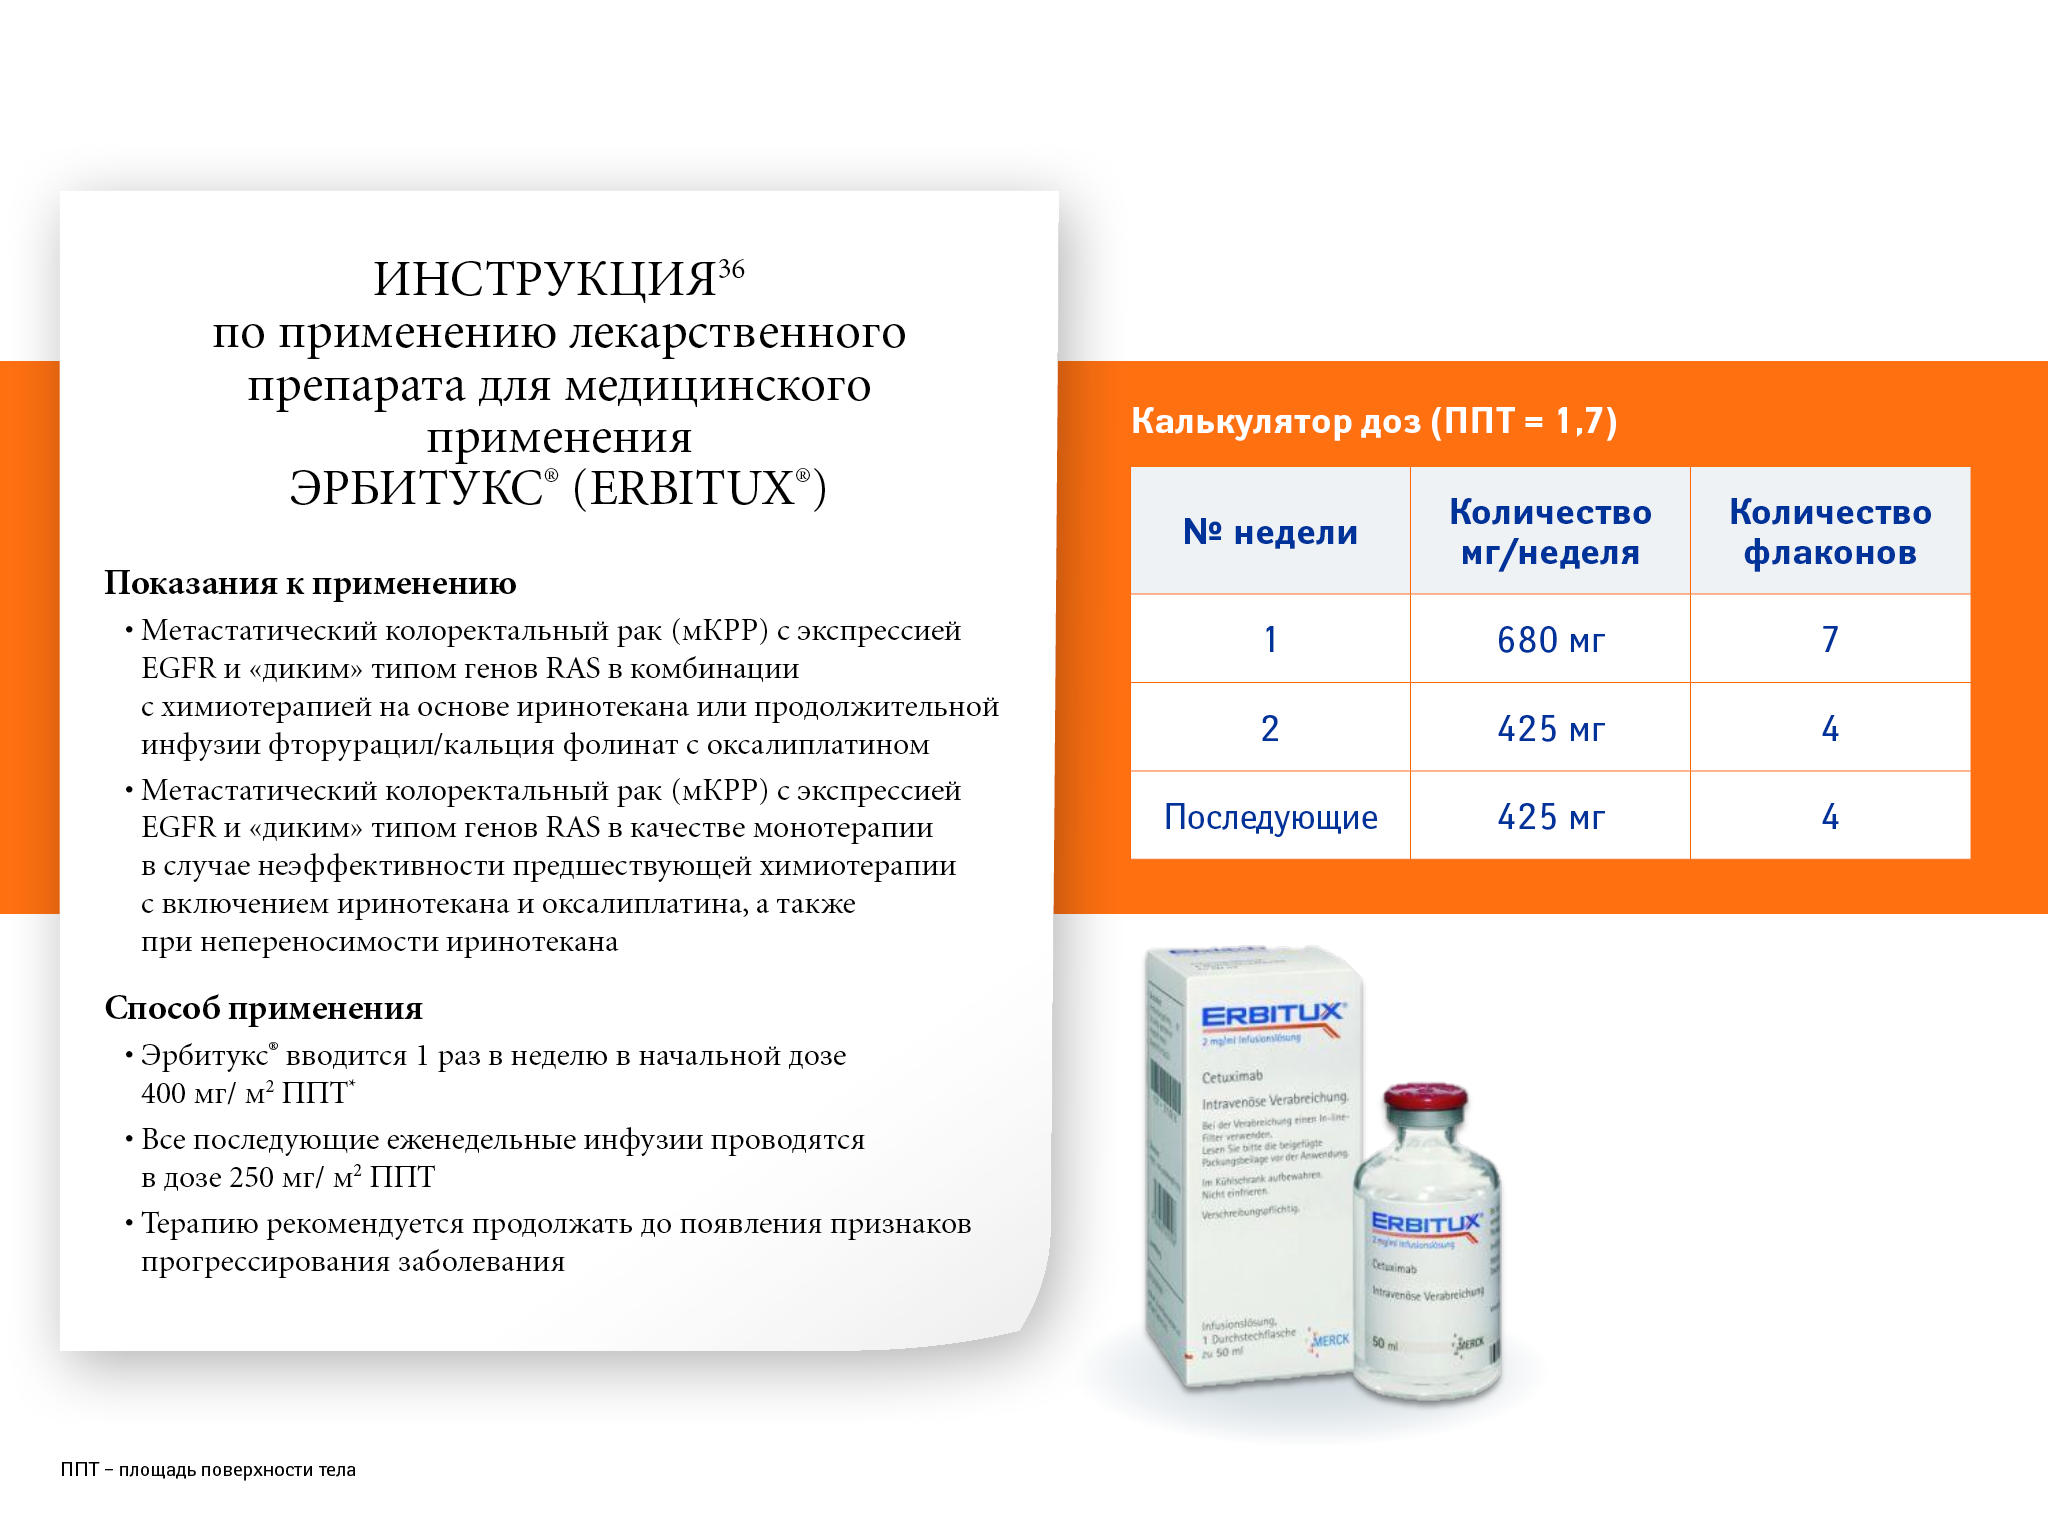 ИНСТРУКЦИЯ³⁶
по применению лекарственного
препарата для медицинского
применения
ЭРБИТУКС® (ERBITUX®)
Показания к применению
• Метастатический колоректальный рак (мКРР) с экспрессией
EGFR и «диким» типом генов RAS в комбинации
с химиотерапией на основе иринотекана или продолжительной
инфузии фторурацил/кальция фолинат с оксалиплатином
• Метастатический колоректальный рак (мКРР) с экспрессией
EGFR и «диким» типом генов RAS в качестве монотерапии
в случае неэффективности предшествующей химиотерапии
с включением иринотекана и оксалиплатина, а также
при непереносимости иринотекана
Способ применения
• Эрбитукс® вводится 1 раз в неделю в начальной дозе
400 мг/ м² ППТ*
• Все последующие еженедельные инфузии проводятся
в дозе 250 мг/ м² ППТ
• Терапию рекомендуется продолжать до появления признаков
прогрессирования заболевания
Калькулятор доз (ППТ = 1,7)
№ недели
Количество
мг/неделя
Количество
флаконов
1 680 мг 7
2 425 мг 4
Последующие 425 мг 4
ERBITUX®
2 mg/ml Infusionslösung
Cetuximab
Intravenöse Verabreichung.
Bei der Verabreichung einen In-line-
Filter verwenden.
Lesen Sie bitte die beigefügte
Packungsbeilage vor der Anwendung.
Im Kühlschrank aufbewahren.
Nicht einfrieren.
Verschreibungspflichtig.
Infusionslösung,
1 Durchstechflasche
zu 50 ml
MERCK
ERBITUX®
2 mg/ml Infusionslösung
Cetuximab
Intravenöse Verabreichung
50 ml
MERCK
ППТ – площадь поверхности тела